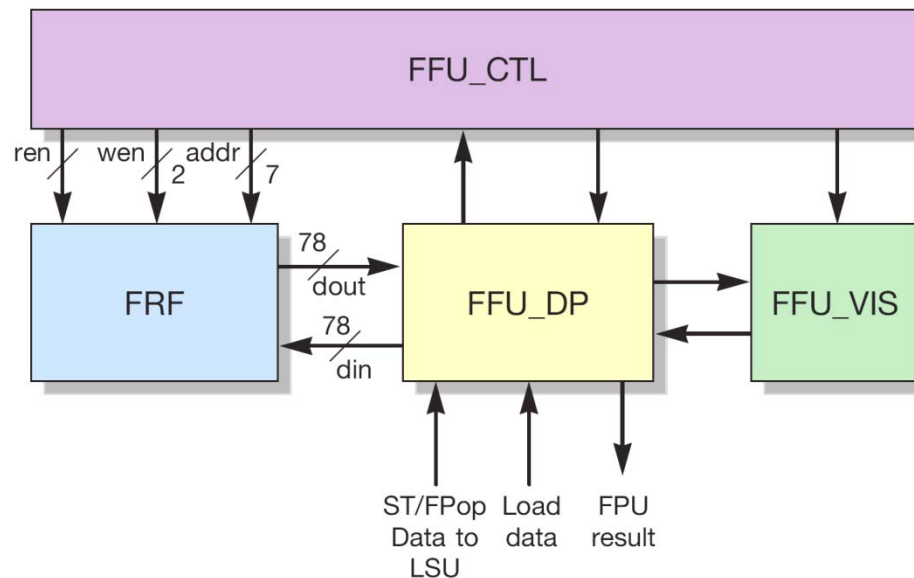 FFU_CTL
ren
wen
2
addr
7
FRF
78
dout
78
din
FFU_DP
FFU_VIS
ST/FPop
Data to
LSU
Load
data
FPU
result